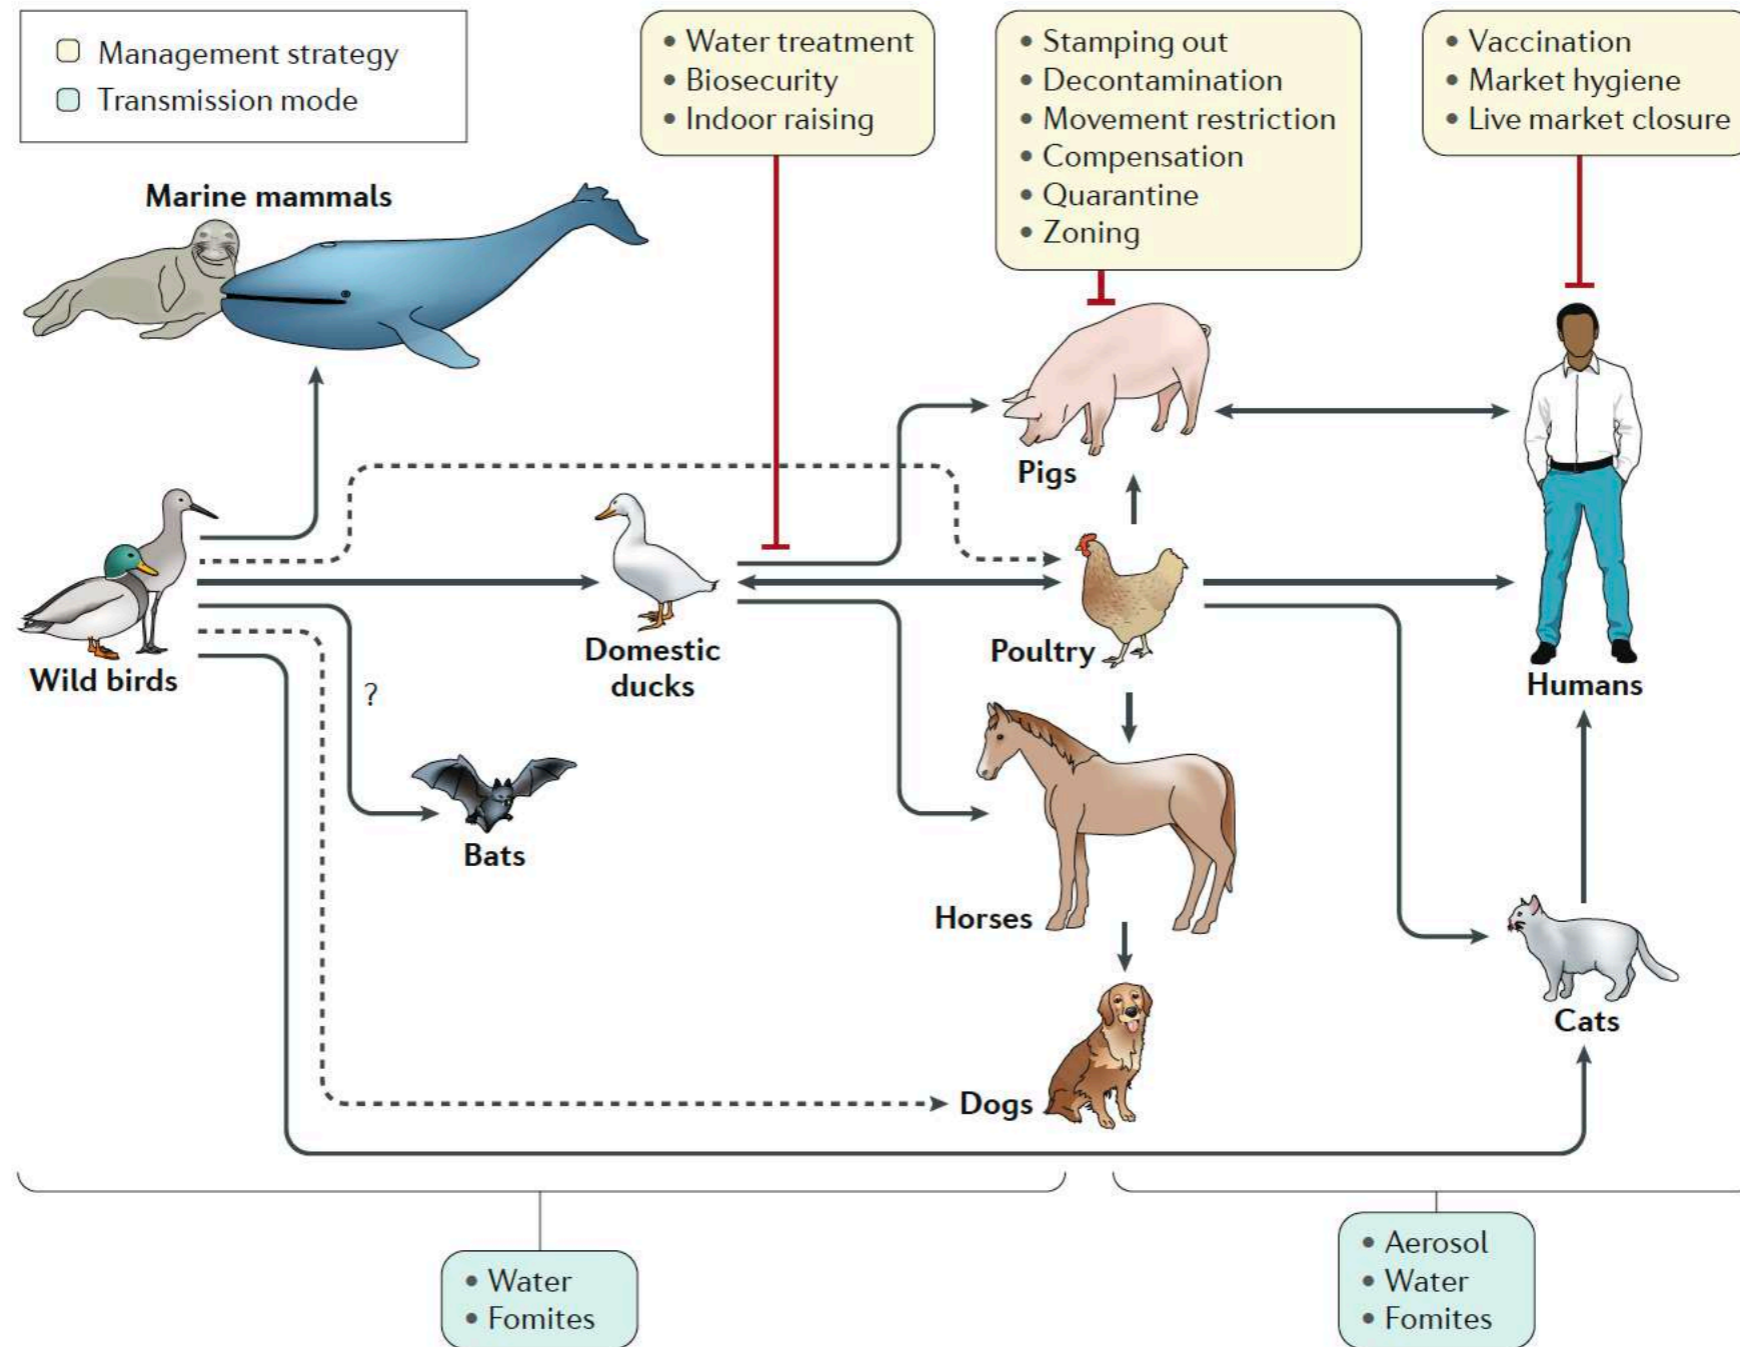 Management strategy
Transmission mode
• Water treatment
• Biosecurity
• Indoor raising
• Stamping out
• Decontamination
• Movement restriction
• Compensation
• Quarantine
• Zoning
• Vaccination
• Market hygiene
• Live market closure
Marine mammals
Pigs
Wild birds
Domestic
ducks
Poultry
Humans
?
Bats
Horses
Cats
Dogs
• Water
• Fomites
• Aerosol
• Water
• Fomites